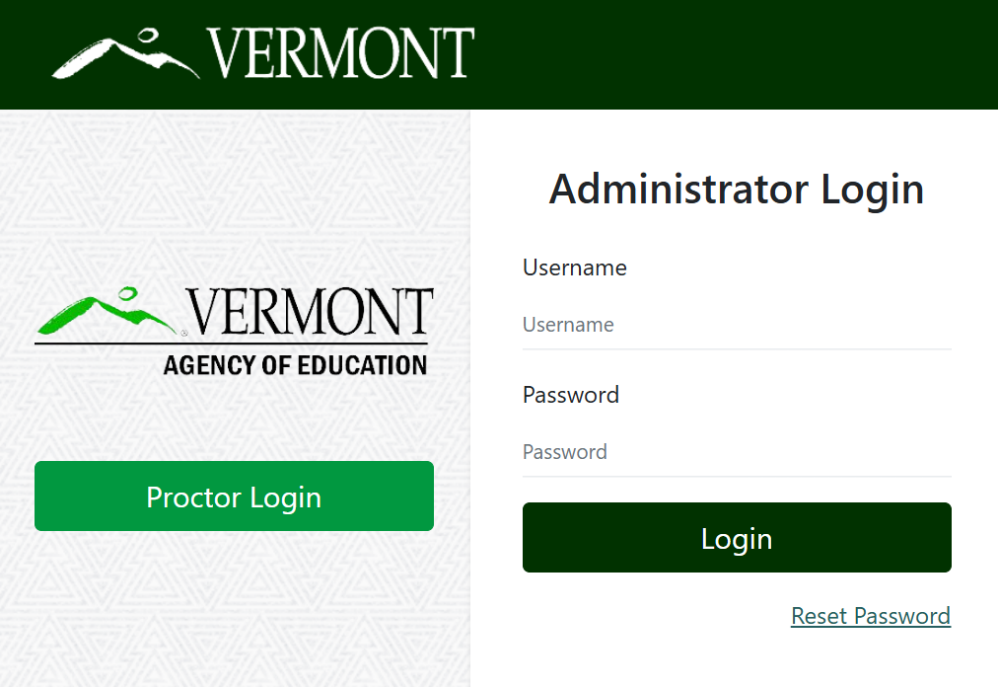 VERMONT
VERMONT
AGENCY OF EDUCATION
Proctor Login
Administrator Login
Username
Username
Password
Password
Login
Reset Password